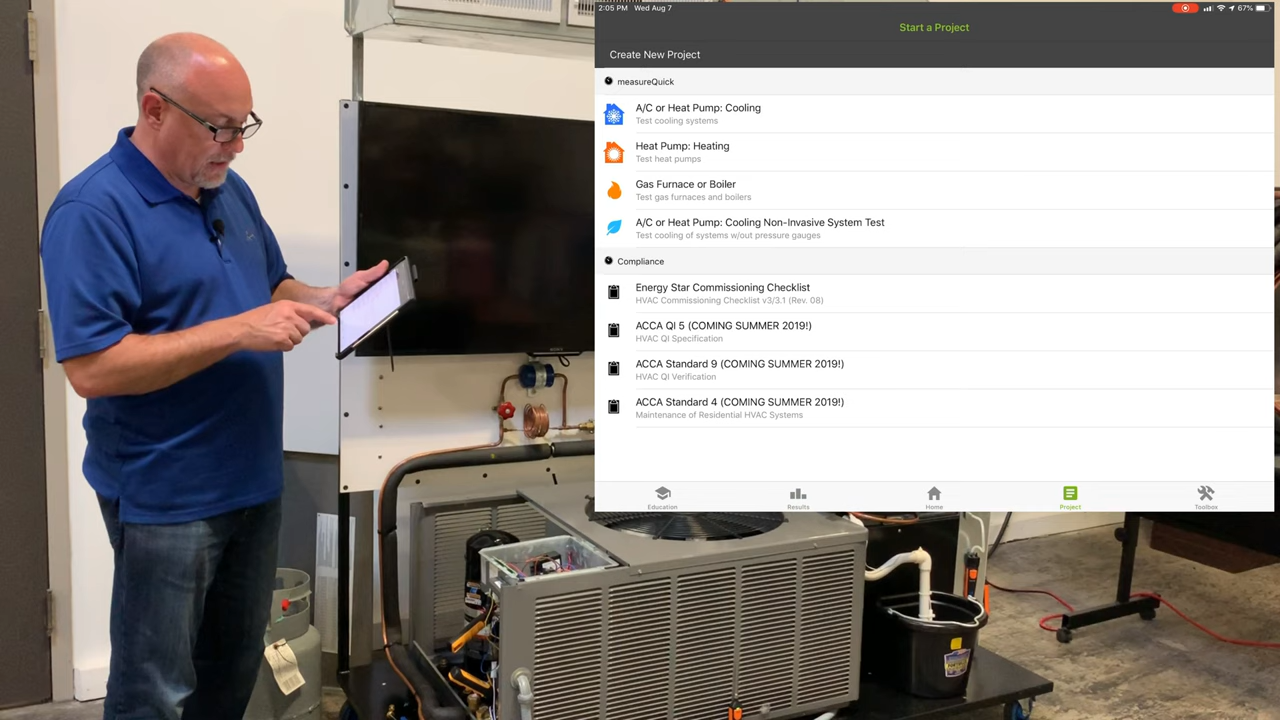 2:05 PM Wed Aug 7
67%
Start a Project
Create New Project
measureQuick
A/C or Heat Pump: Cooling
Test cooling systems
Heat Pump: Heating
Test heat pumps
Gas Furnace or Boiler
Test gas furnaces and boilers
A/C or Heat Pump: Cooling Non-Invasive System Test
Test cooling of systems w/out pressure gauges
Compliance
Energy Star Commissioning Checklist
HVAC Commissioning Checklist v3/3.1 (Rev. 08)
ACCA QI 5 (COMING SUMMER 2019!)
HVAC QI Specification
ACCA Standard 9 (COMING SUMMER 2019!)
HVAC QI Verification
ACCA Standard 4 (COMING SUMMER 2019!)
Maintenance of Residential HVAC Systems
Education
Results
Home
Project
Toolbox